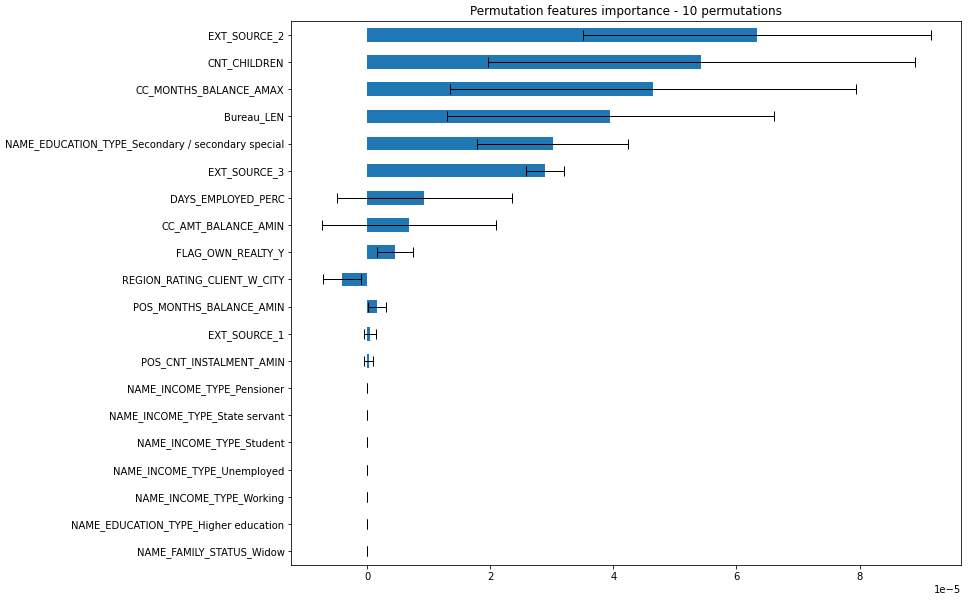 Permutation features importance - 10 permutations
EXT_SOURCE_2
CNT_CHILDREN
CC_MONTHS_BALANCE_AMAX
Bureau_LEN
NAME_EDUCATION_TYPE_Secondary / secondary special
EXT_SOURCE_3
DAYS_EMPLOYED_PERC
CC_AMT_BALANCE_AMIN
FLAG_OWN_REALTY_Y
REGION_RATING_CLIENT_W_CITY
POS_MONTHS_BALANCE_AMIN
EXT_SOURCE_1
POS_CNT_INSTALMENT_AMIN
NAME_INCOME_TYPE_Pensioner
NAME_INCOME_TYPE_State servant
NAME_INCOME_TYPE_Student
NAME_INCOME_TYPE_Unemployed
NAME_INCOME_TYPE_Working
NAME_EDUCATION_TYPE_Higher education
NAME_FAMILY_STATUS_Widow
0 2 4 6 8
1e−5